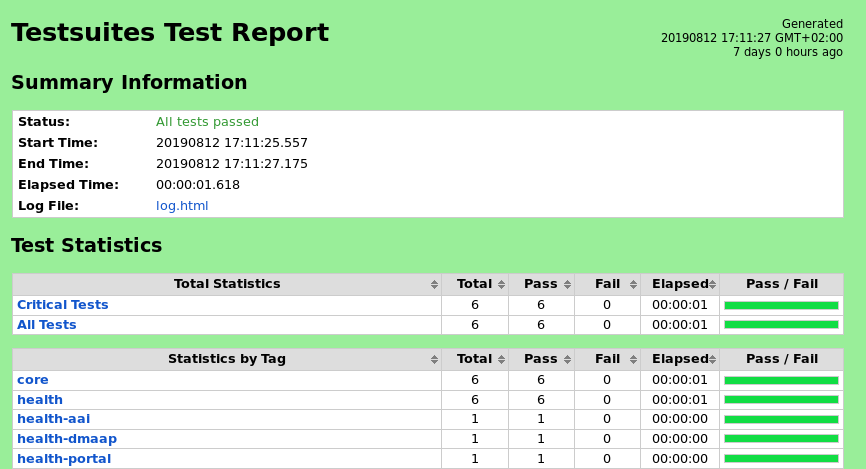 Testsuites Test Report
Generated
20190812 17:11:27 GMT+02:00
7 days 0 hours ago
Summary Information
Status: All tests passed
Start Time: 20190812 17:11:25.557
End Time: 20190812 17:11:27.175
Elapsed Time: 00:00:01.618
Log File: log.html
Test Statistics
Total Statistics Total Pass Fail Elapsed Pass / Fail
Critical Tests 6 6 0 00:00:01
All Tests 6 6 0 00:00:01
Statistics by Tag Total Pass Fail Elapsed Pass / Fail
core 6 6 0 00:00:01
health 6 6 0 00:00:01
health-aai 1 1 0 00:00:00
health-dmaap 1 1 0 00:00:00
health-portal 1 1 0 00:00:00